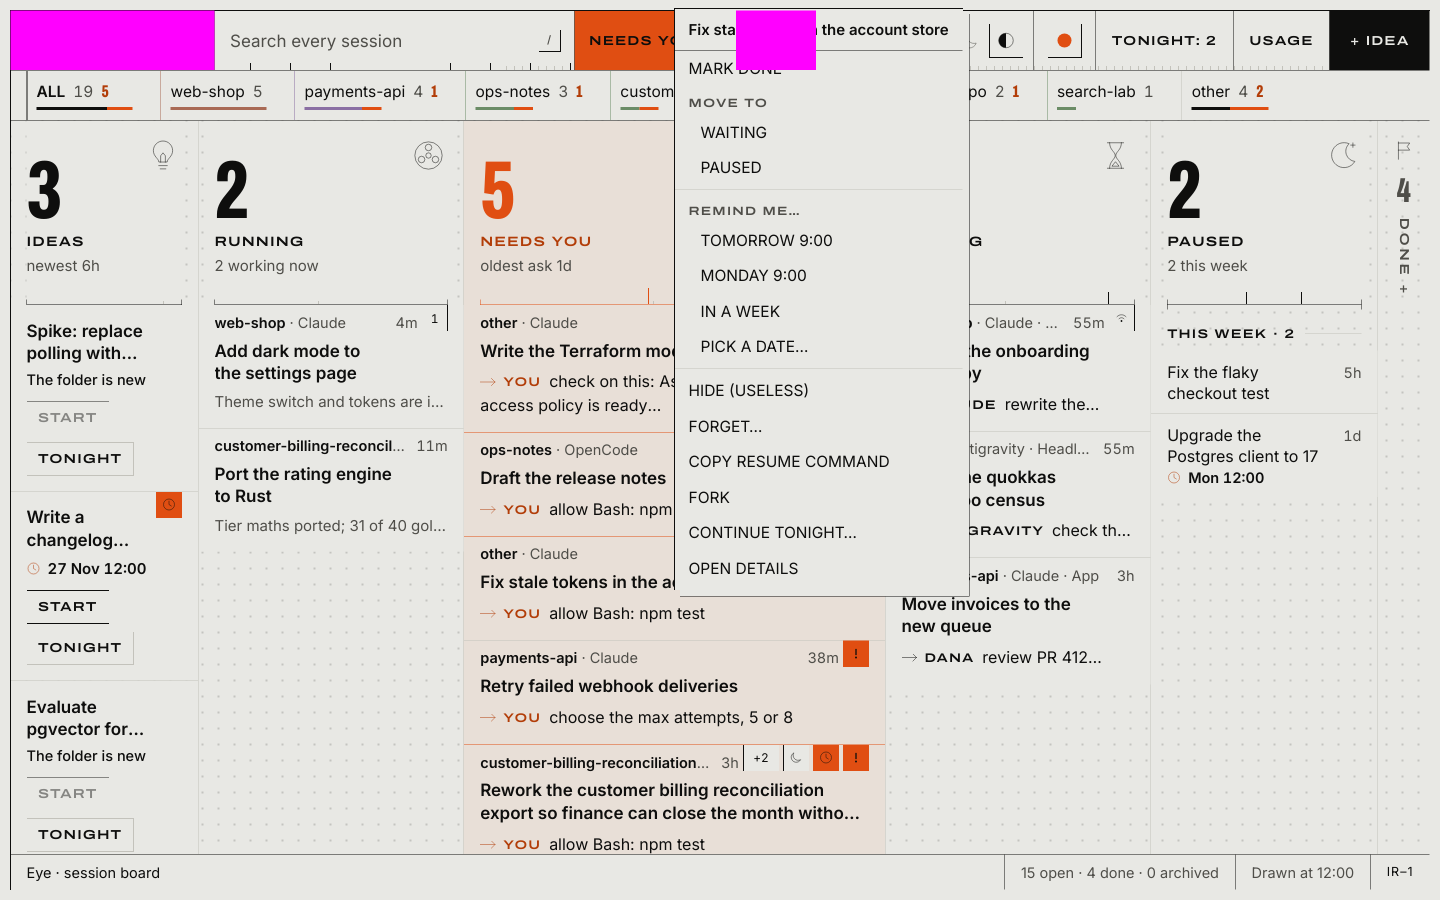 Search every session
/
NEEDS YO
TONIGHT: 2
USAGE
+ IDEA
ALL 19 5
web-shop 5
payments-api 4 1
ops-notes 3 1
custom
po 2 1
search-lab 1
other 4 2
Fix sta
the account store
MARK DONE
MOVE TO
WAITING
PAUSED
REMIND ME...
TOMORROW 9:00
MONDAY 9:00
IN A WEEK
PICK A DATE...
HIDE (USELESS)
FORGET...
COPY RESUME COMMAND
FORK
CONTINUE TONIGHT...
OPEN DETAILS
3
IDEAS
newest 6h
Spike: replace
polling with...
The folder is new
START
TONIGHT
Write a
changelog...
27 Nov 12:00
START
TONIGHT
Evaluate
pgvector for...
The folder is new
START
TONIGHT
2
RUNNING
2 working now
web-shop · Claude 4m 1
Add dark mode to
the settings page
Theme switch and tokens are i...
customer-billing-reconcil... 11m
Port the rating engine
to Rust
Tier maths ported; 31 of 40 gol...
5
NEEDS YOU
oldest ask 1d
other · Claude
Write the Terraform mo
→ YOU check on this: As
access policy is ready...
ops-notes · OpenCode
Draft the release notes
→ YOU allow Bash: npm
other · Claude
Fix stale tokens in the a
→ YOU allow Bash: npm test
payments-api · Claude 38m !
Retry failed webhook deliveries
→ YOU choose the max attempts, 5 or 8
customer-billing-reconciliation... 3h +2 !
Rework the customer billing reconciliation
export so finance can close the month witho...
→ YOU allow Bash: npm test
G
· Claude · ... 55m
the onboarding
py
DE rewrite the...
tigravity · Headl... 55m
e quokkas
o census
GRAVITY check th...
-api · Claude · App 3h
Move invoices to the
new queue
→ DANA review PR 412...
2
PAUSED
2 this week
THIS WEEK · 2
Fix the flaky 5h
checkout test
Upgrade the 1d
Postgres client to 17
Mon 12:00
4
DONE +
Eye · session board
15 open · 4 done · 0 archived
Drawn at 12:00
IR–1